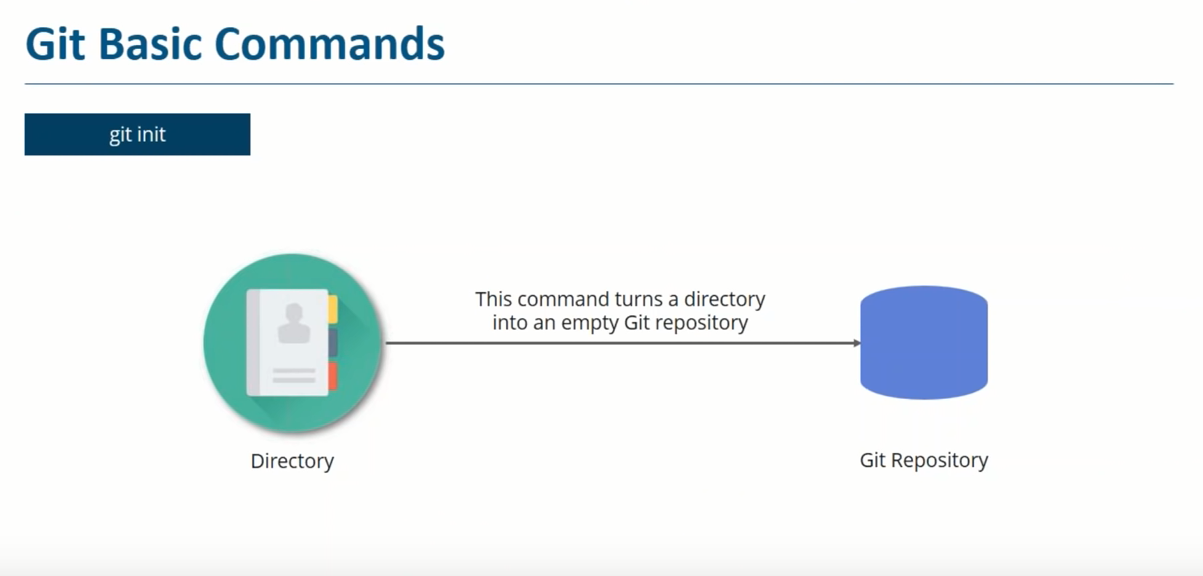 Git Basic Commands
git init
This command turns a directory
into an empty Git repository
Directory
Git Repository